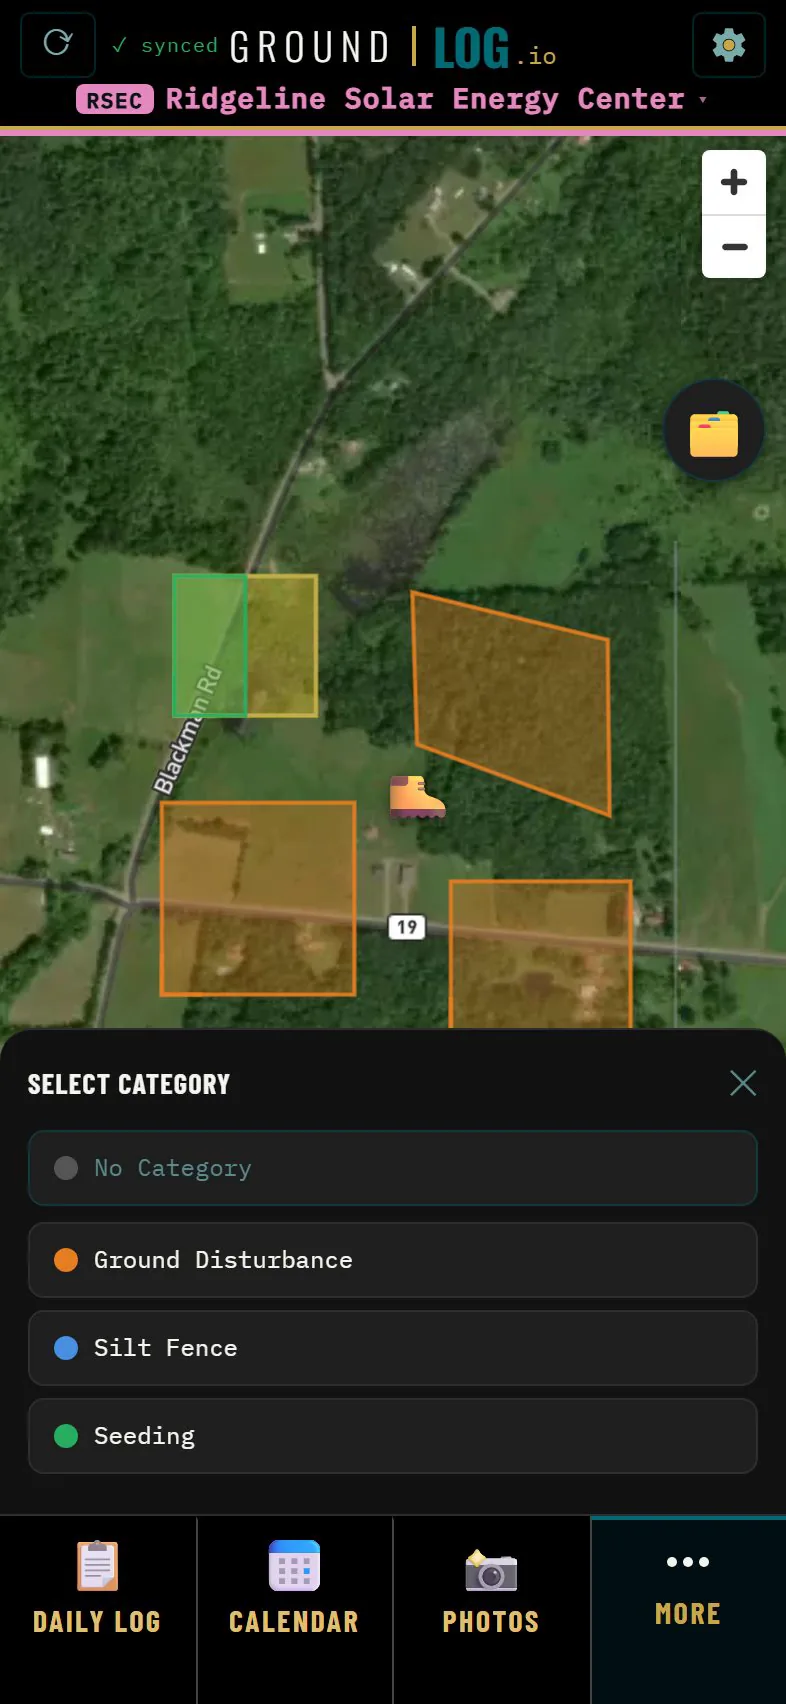 ✓ synced GROUND | LOG.io
RSEC Ridgeline Solar Energy Center ▾
+
−
Blackman Rd
19
SELECT CATEGORY
No Category
Ground Disturbance
Silt Fence
Seeding
DAILY LOG
CALENDAR
PHOTOS
MORE